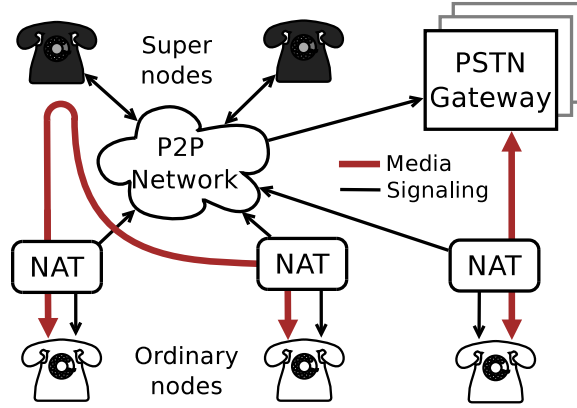 Super
nodes
PSTN
Gateway
P2P
Network
Media
Signaling
NAT
NAT
NAT
Ordinary
nodes